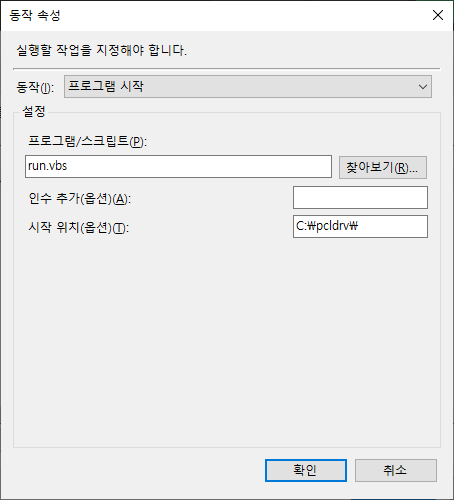 동작 속성
실행할 작업을 지정해야 합니다.
동작(I): 프로그램 시작
설정
프로그램/스크립트(P):
run.vbs 찾아보기(R)...
인수 추가(옵션)(A):
시작 위치(옵션)(T): C:₩pcldrv₩
확인 취소